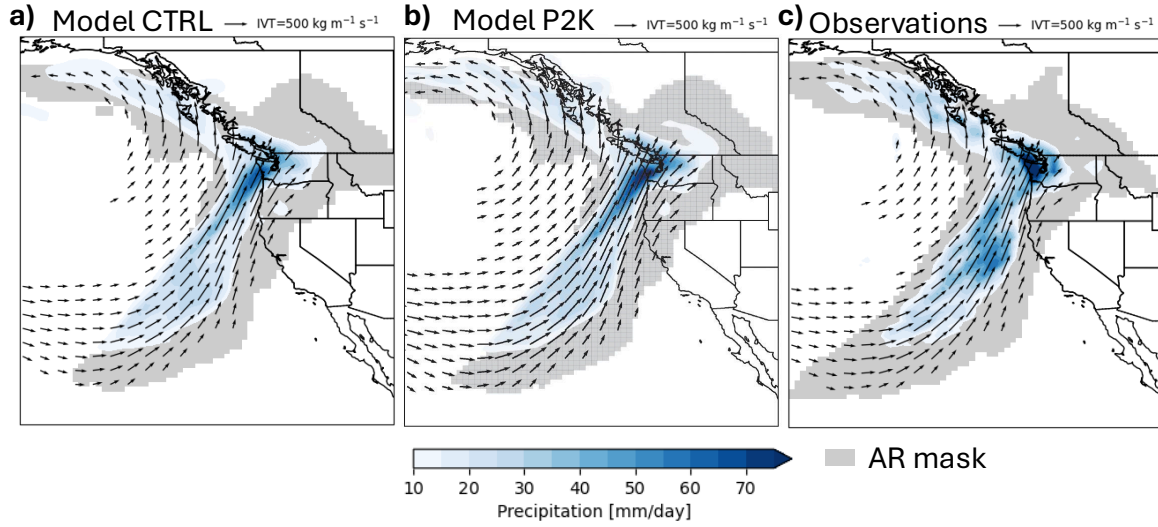 a) Model CTRL IVT=500 kg m⁻¹ s⁻¹
b) Model P2K IVT=500 kg m⁻¹ s⁻¹
c) Observations IVT=500 kg m⁻¹ s⁻¹
10 20 30 40 50 60 70
Precipitation [mm/day]
AR mask